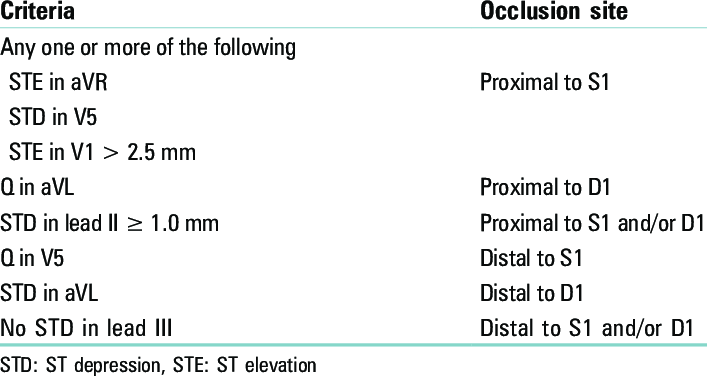 Criteria Occlusion site
Any one or more of the following
STE in aVR Proximal to S1
STD in V5
STE in V1 > 2.5 mm
Q in aVL Proximal to D1
STD in lead II ≥ 1.0 mm Proximal to S1 and/or D1
Q in V5 Distal to S1
STD in aVL Distal to D1
No STD in lead III Distal to S1 and/or D1
STD: ST depression, STE: ST elevation